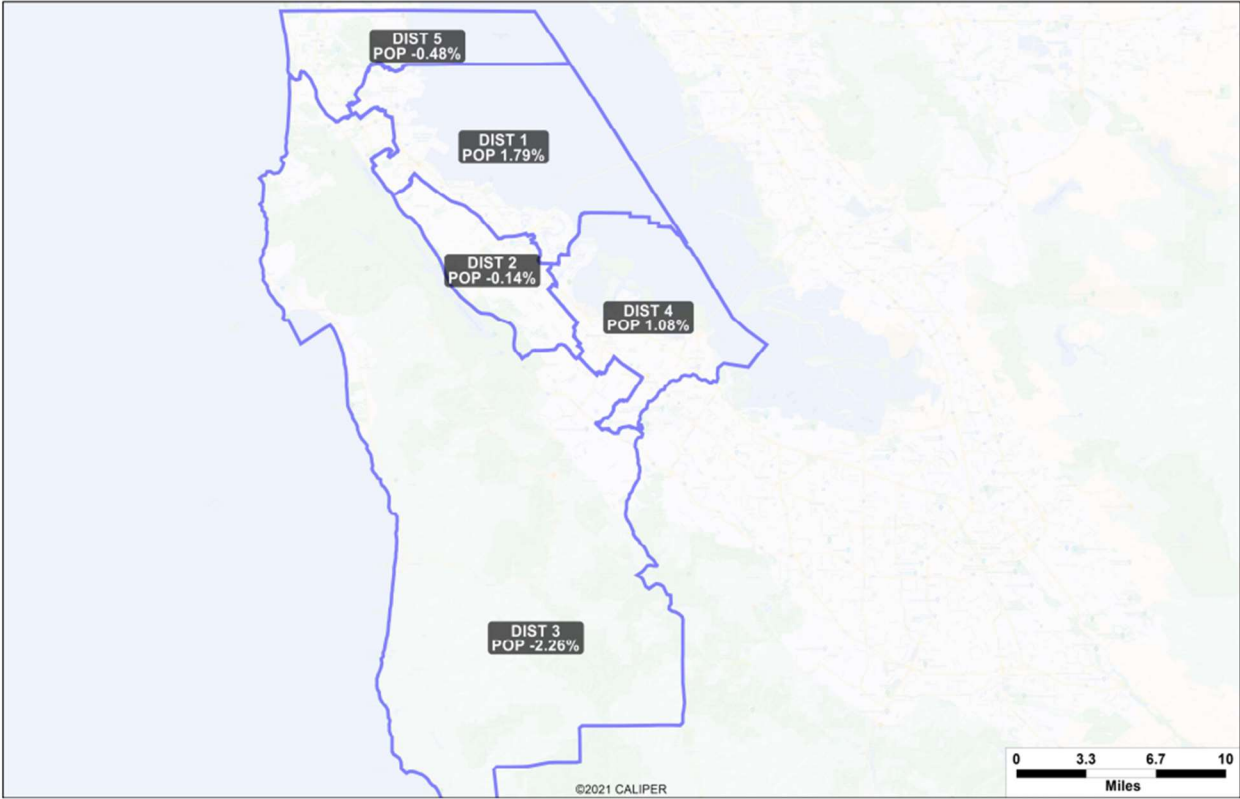 DIST 5
POP -0.48%
DIST 1
POP 1.79%
DIST 2
POP -0.14%
DIST 4
POP 1.08%
DIST 3
POP -2.26%
0 3.3 6.7 10
Miles
©2021 CALIPER